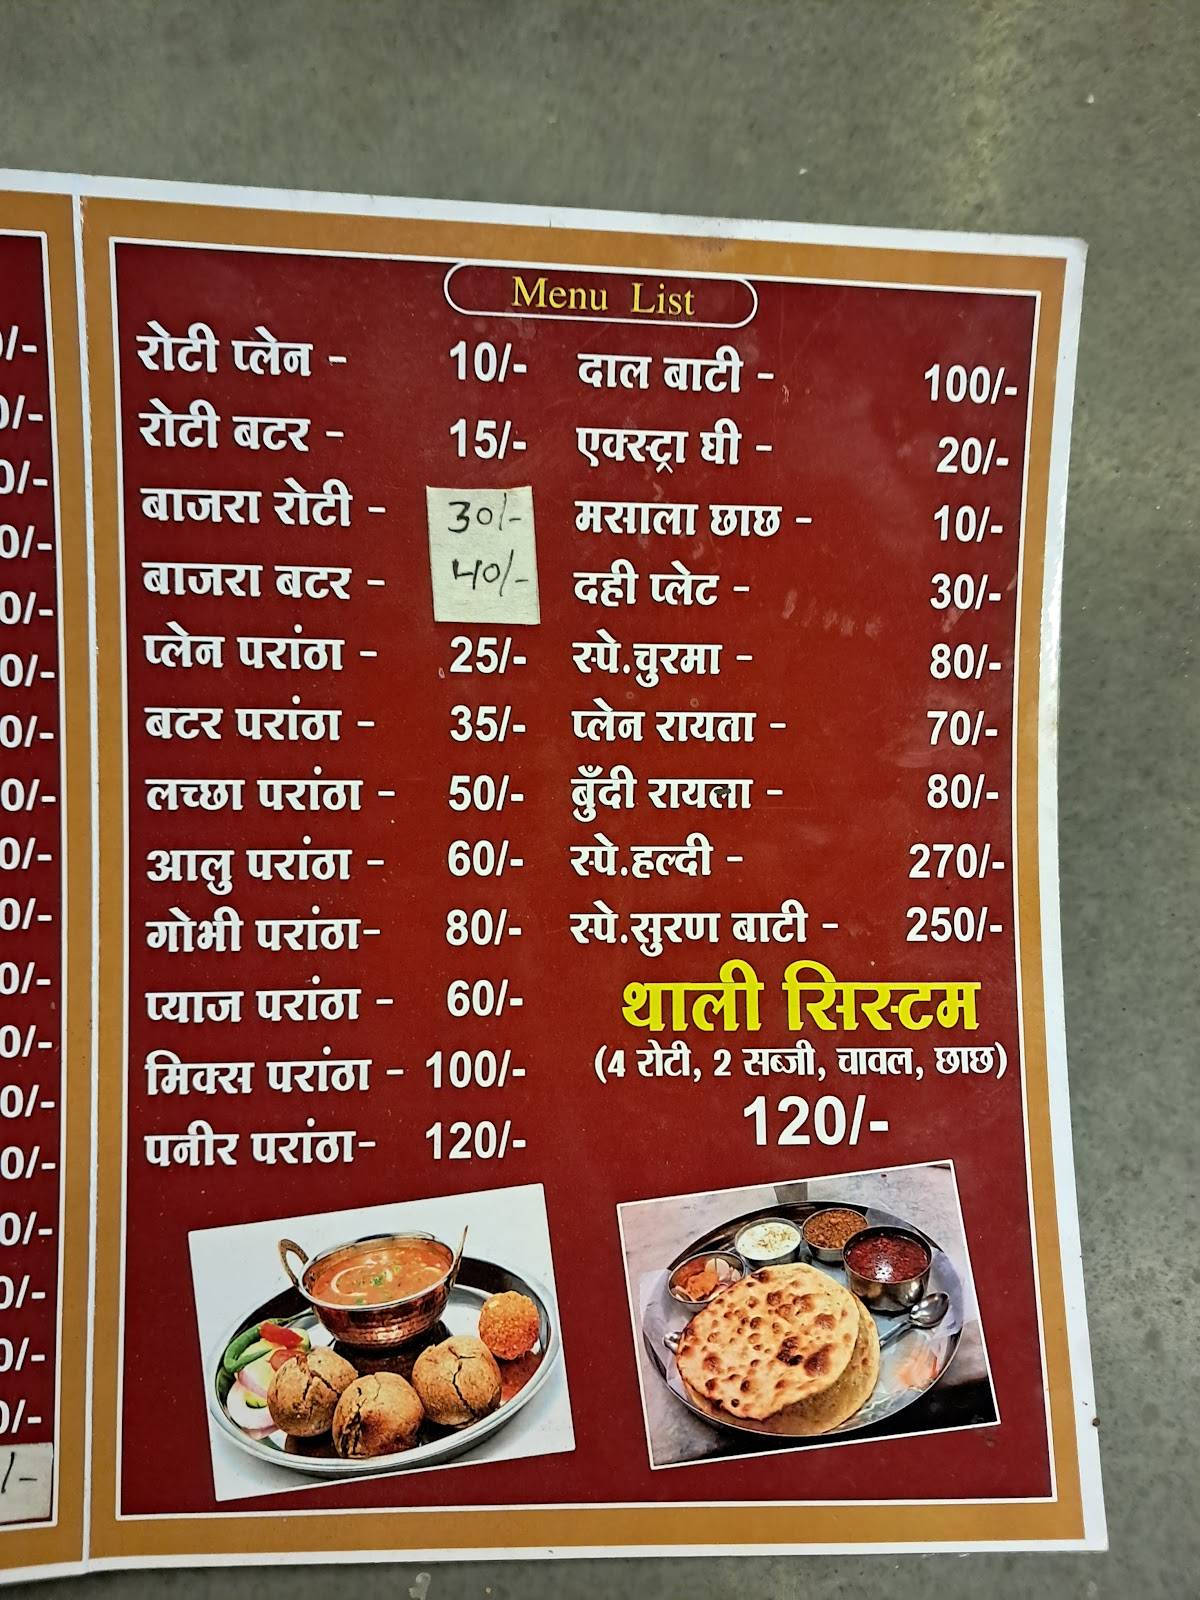 Menu List
रोटी प्लेन - 10/-
रोटी बटर - 15/-
बाजरा रोटी - 30/-
बाजरा बटर - 40/-
प्लेन परांठा - 25/-
बटर परांठा - 35/-
लच्छा परांठा - 50/-
आलु परांठा - 60/-
गोभी परांठा- 80/-
प्याज परांठा - 60/-
मिक्स परांठा - 100/-
पनीर परांठा- 120/-
दाल बाटी - 100/-
एक्स्ट्रा घी - 20/-
मसाला छाछ - 10/-
दही प्लेट - 30/-
स्पे.चुरमा - 80/-
प्लेन रायता - 70/-
बुँदी रायला - 80/-
स्पे.हल्दी - 270/-
स्पे.सुरण बाटी - 250/-
थाली सिस्टम
(4 रोटी, 2 सब्जी, चावल, छाछ)
120/-